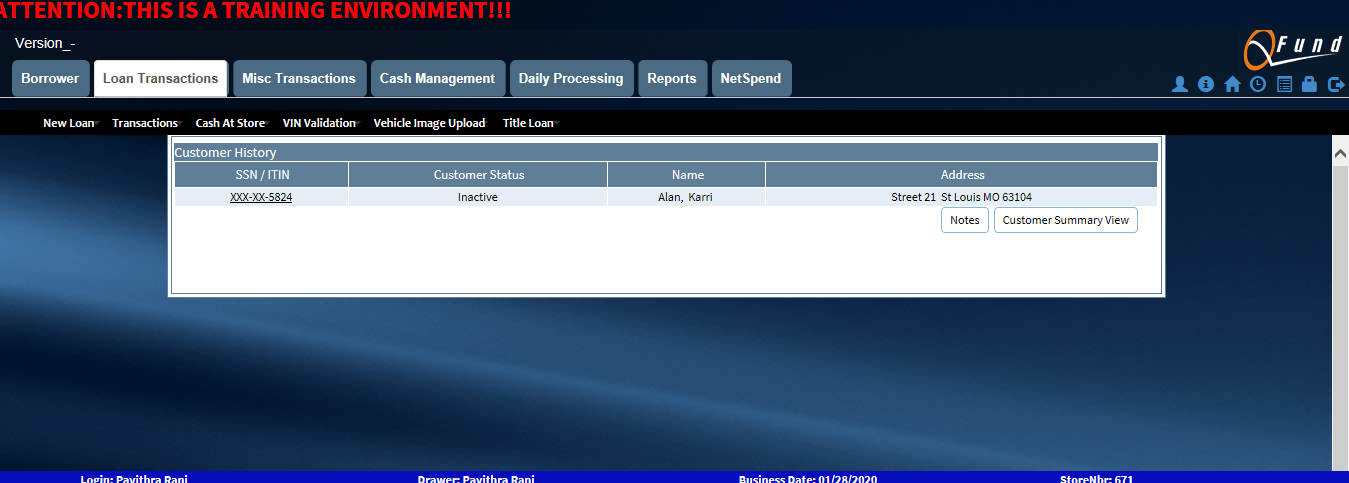 ATTENTION:THIS IS A TRAINING ENVIRONMENT!!!
Version_-
QFund
Borrower Loan Transactions Misc Transactions Cash Management Daily Processing Reports NetSpend
New Loan Transactions Cash At Store VIN Validation Vehicle Image Upload Title Loan
Customer History
SSN / ITIN Customer Status Name Address
XXX-XX-5824 Inactive Alan, Karri Street 21 St Louis MO 63104
Notes Customer Summary View
Login: Pavithra Rani Drawer: Pavithra Rani Business Date: 01/28/2020 StoreNbr: 671